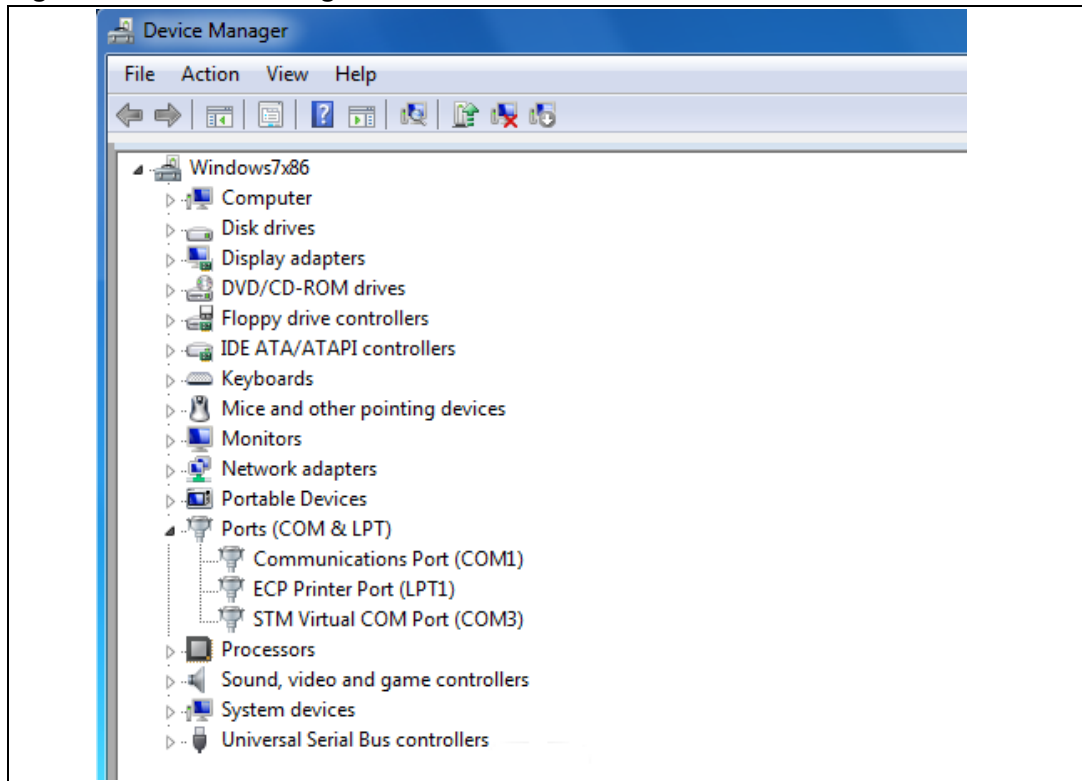 Device Manager
File Action View Help
Windows7x86
Computer
Disk drives
Display adapters
DVD/CD-ROM drives
Floppy drive controllers
IDE ATA/ATAPI controllers
Keyboards
Mice and other pointing devices
Monitors
Network adapters
Portable Devices
Ports (COM & LPT)
Communications Port (COM1)
ECP Printer Port (LPT1)
STM Virtual COM Port (COM3)
Processors
Sound, video and game controllers
System devices
Universal Serial Bus controllers